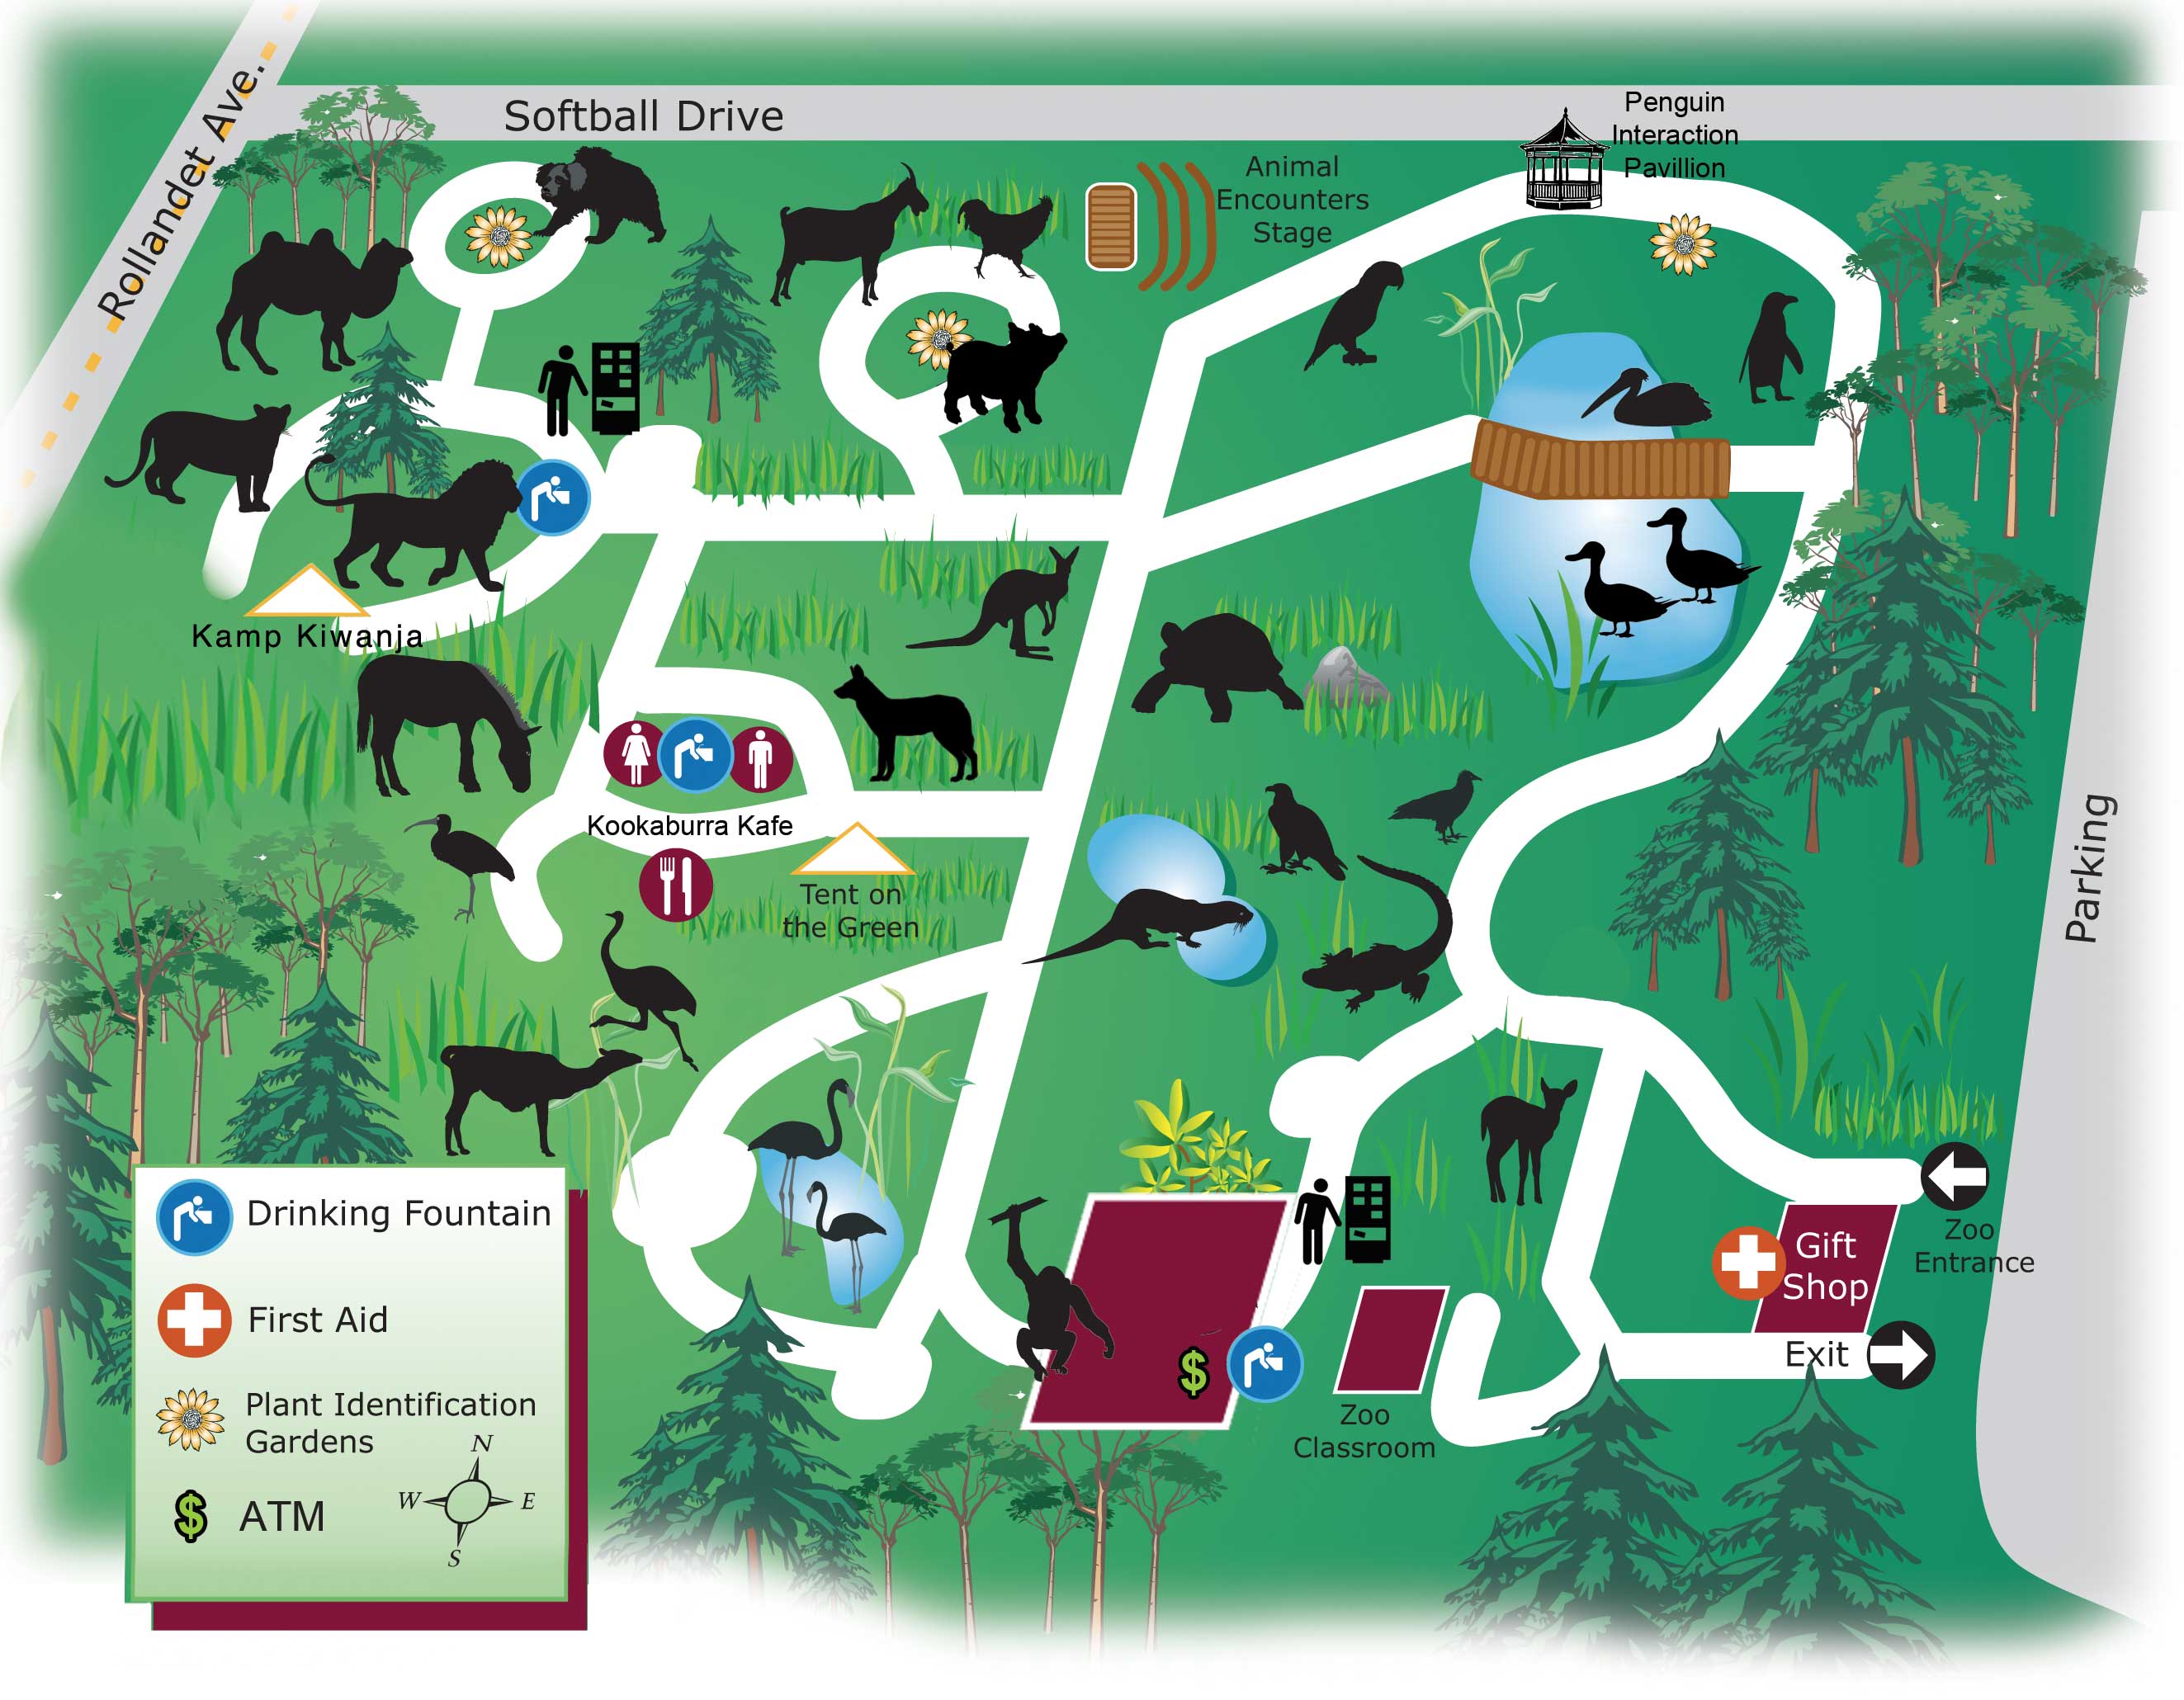 Rollandet Ave.
Softball Drive
Penguin
Interaction
Pavillion
Animal
Encounters
Stage
Kamp Kiwanja
Kookaburra Kafe
Tent on
the Green
Parking
Zoo
Entrance
Gift
Shop
Exit
$
Zoo
Classroom
Drinking Fountain
First Aid
Plant Identification
Gardens
$ ATM
N
W E
S